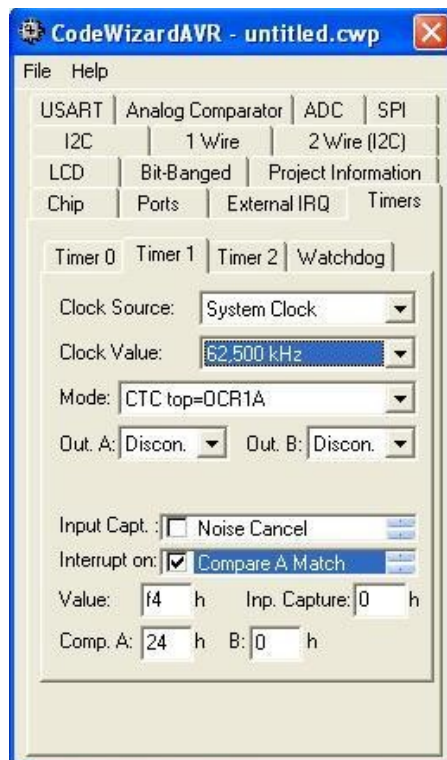 CodeWizardAVR - untitled.cwp
File Help
USART Analog Comparator ADC SPI
I2C 1 Wire 2 Wire (I2C)
LCD Bit-Banged Project Information
Chip Ports External IRQ Timers
Timer 0 Timer 1 Timer 2 Watchdog
Clock Source: System Clock
Clock Value: 62,500 kHz
Mode: CTC top=OCR1A
Out. A: Discon. Out. B: Discon.
Input Capt. : Noise Cancel
Interrupt on: Compare A Match
Value: f4 h Inp. Capture: 0 h
Comp. A: 24 h B: 0 h